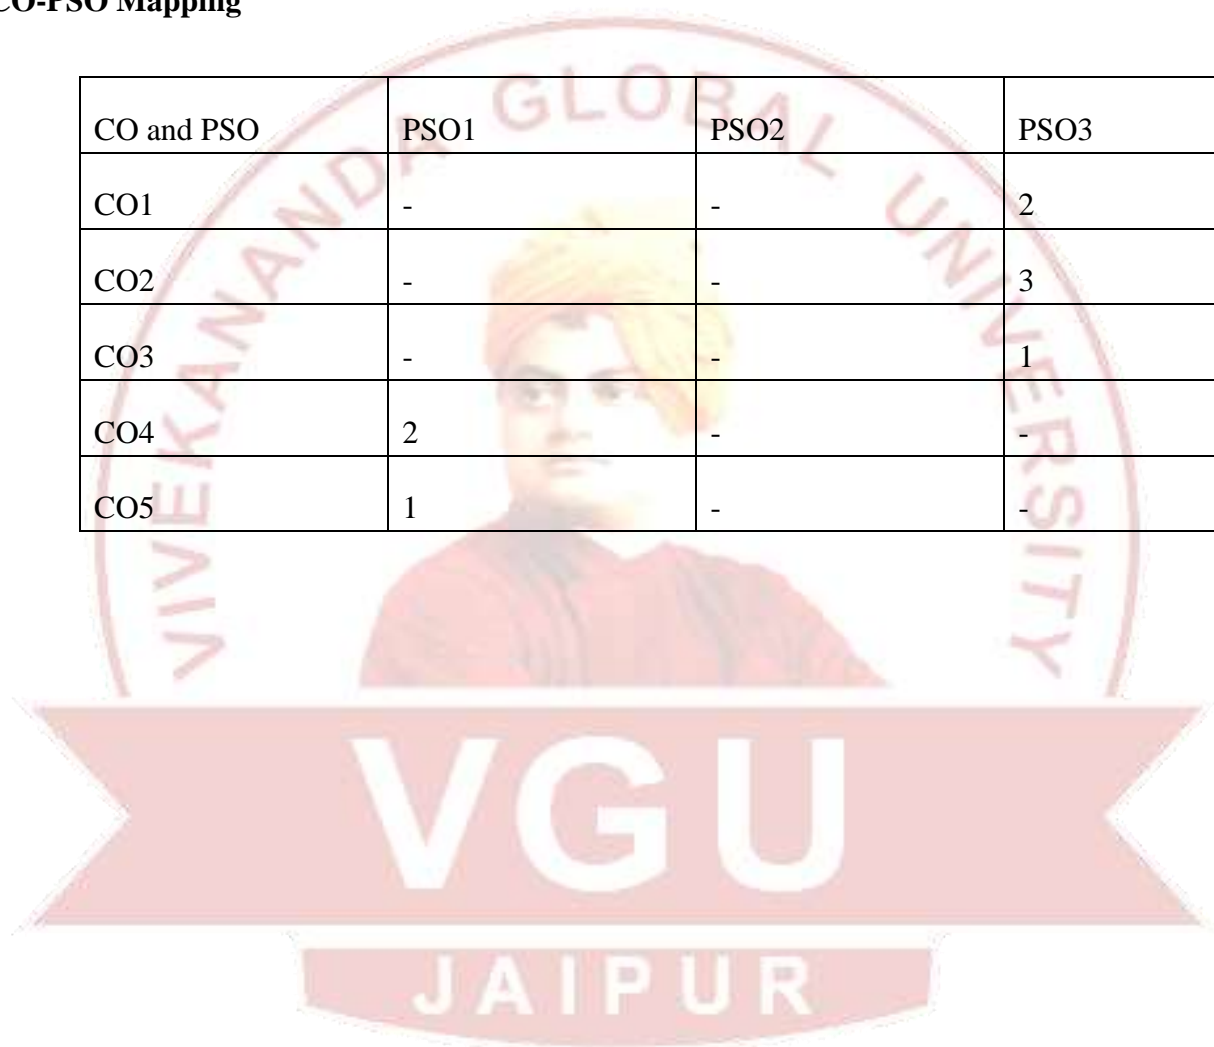 CO-PSO Mapping
CO and PSO PSO1 PSO2 PSO3
CO1 - - 2
CO2 - - 3
CO3 - - 1
CO4 2 - -
CO5 1 - -
VIVEKANANDA GLOBAL UNIVERSITY
VGU
JAIPUR